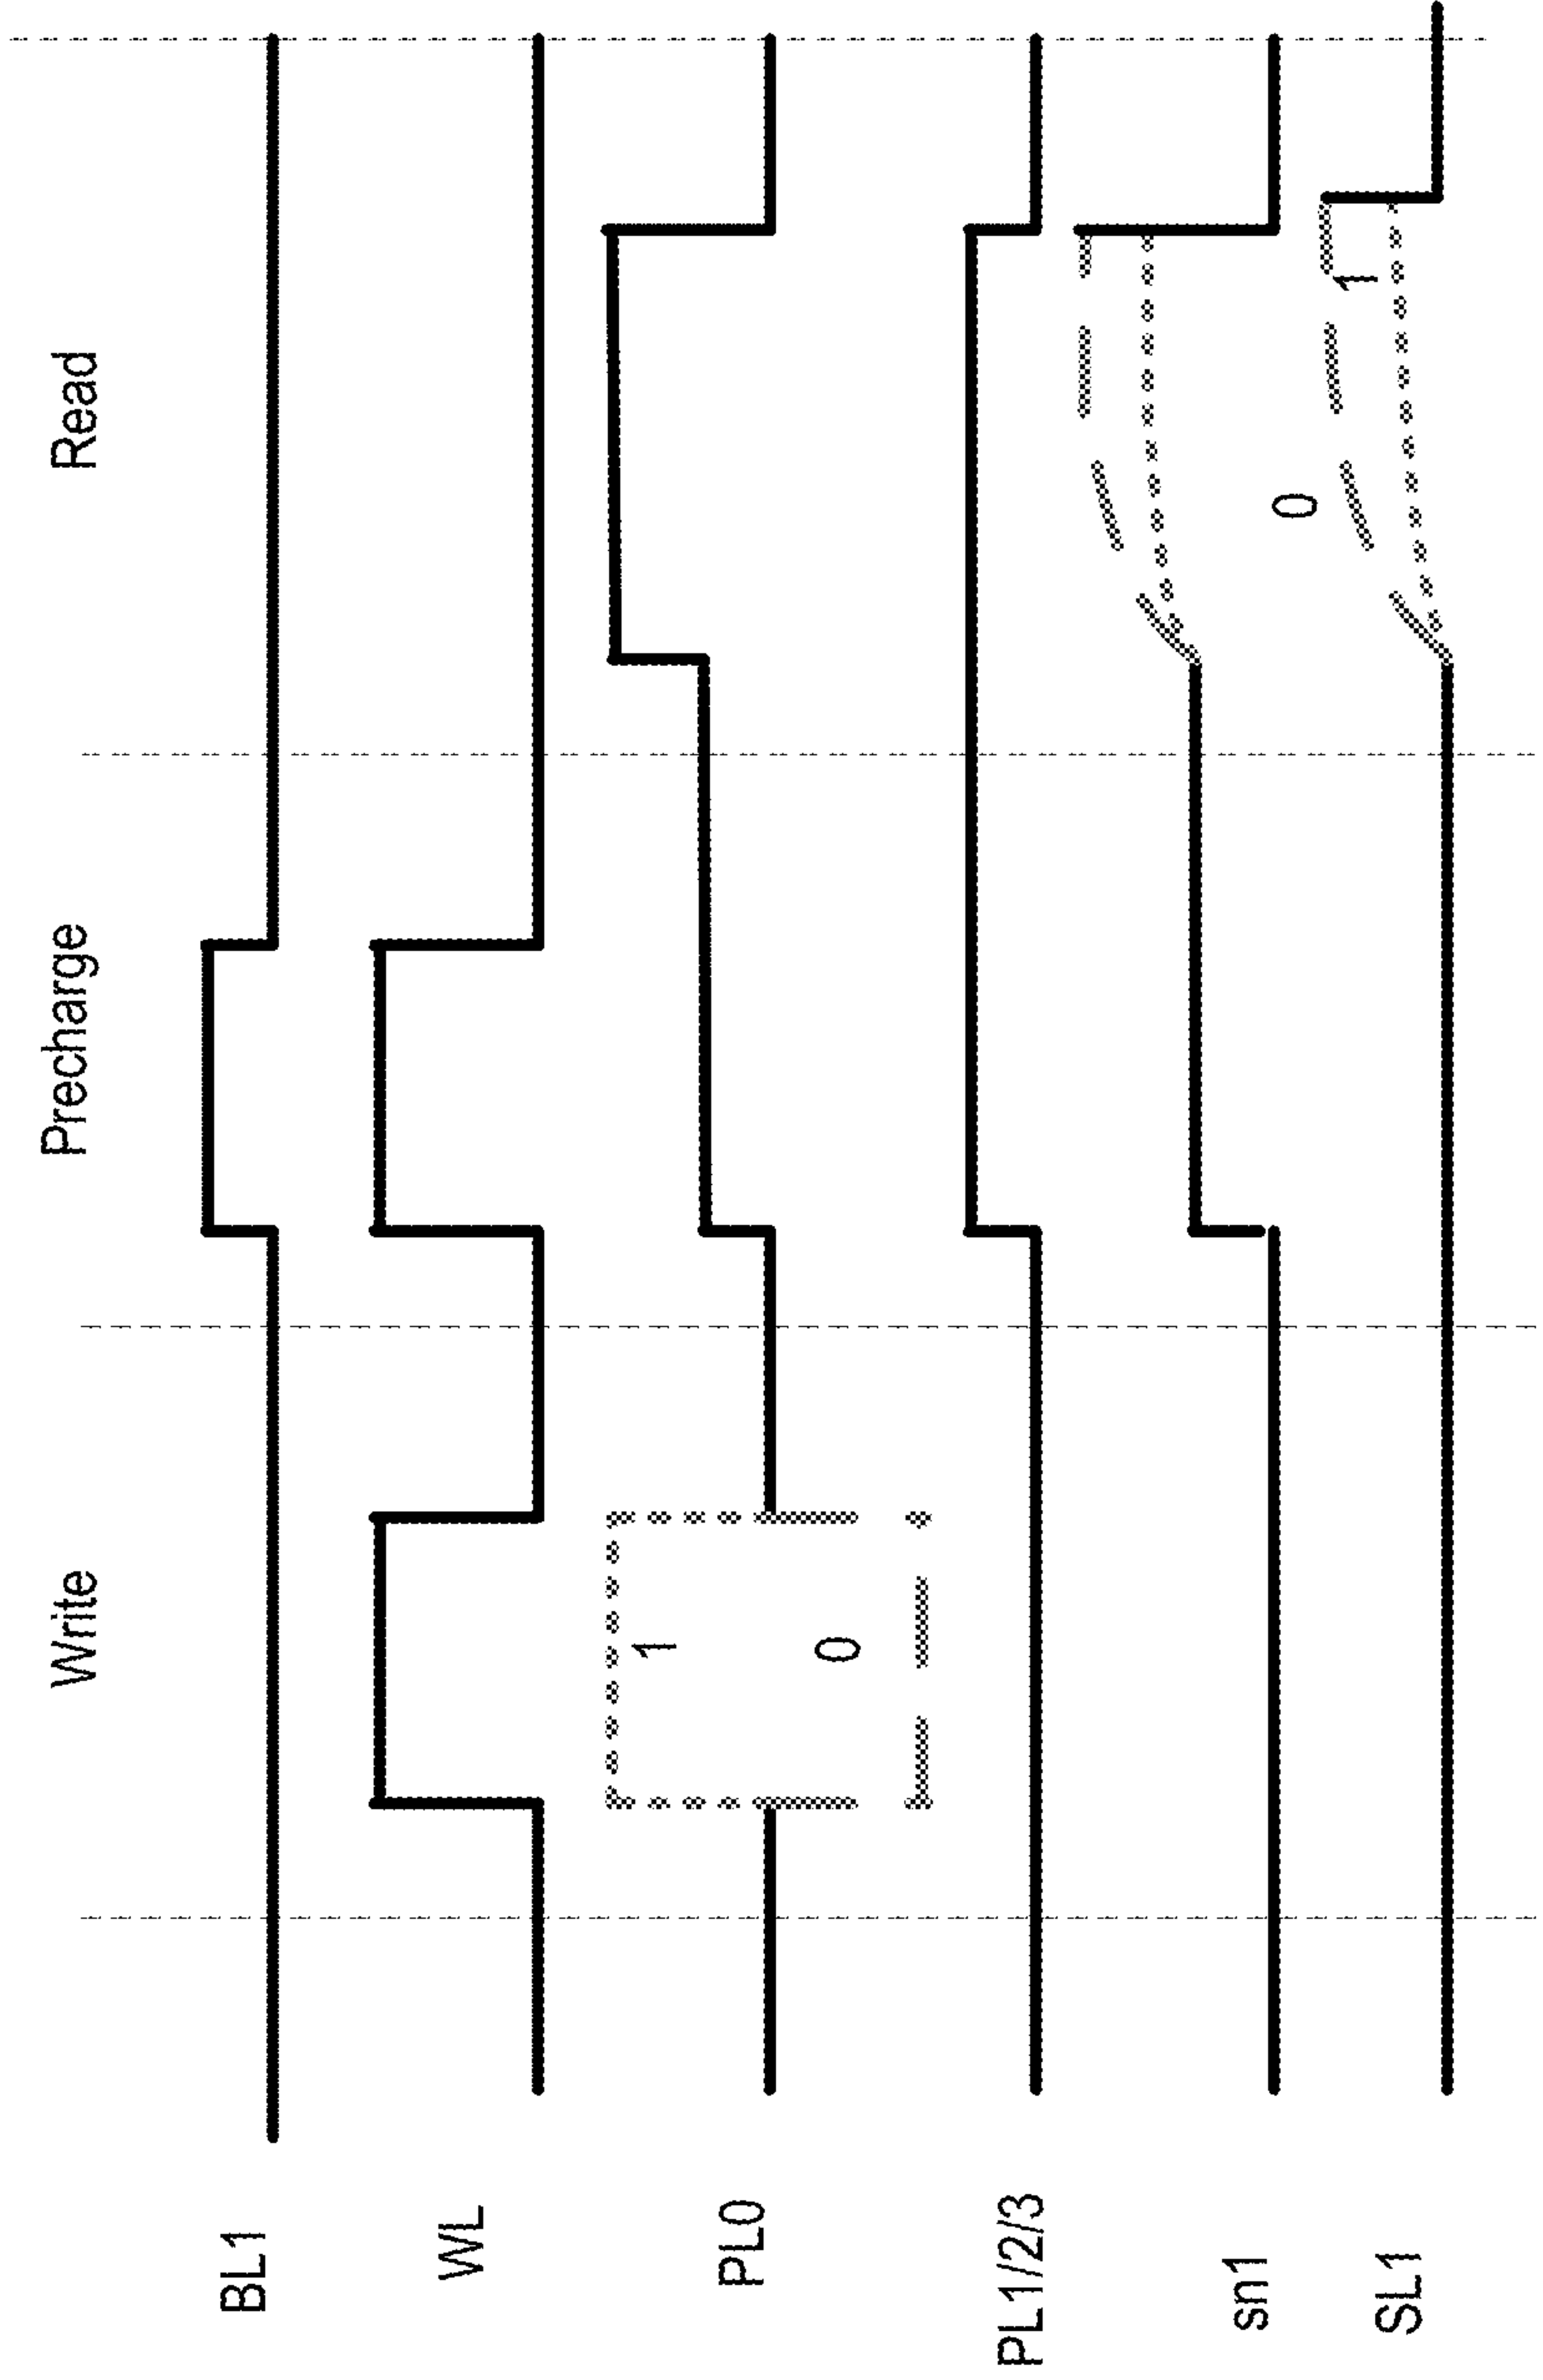 Write
Precharge
Read
BL1
WL
PL0
1
0
PL1/2/3
sn1
0
SL1
1